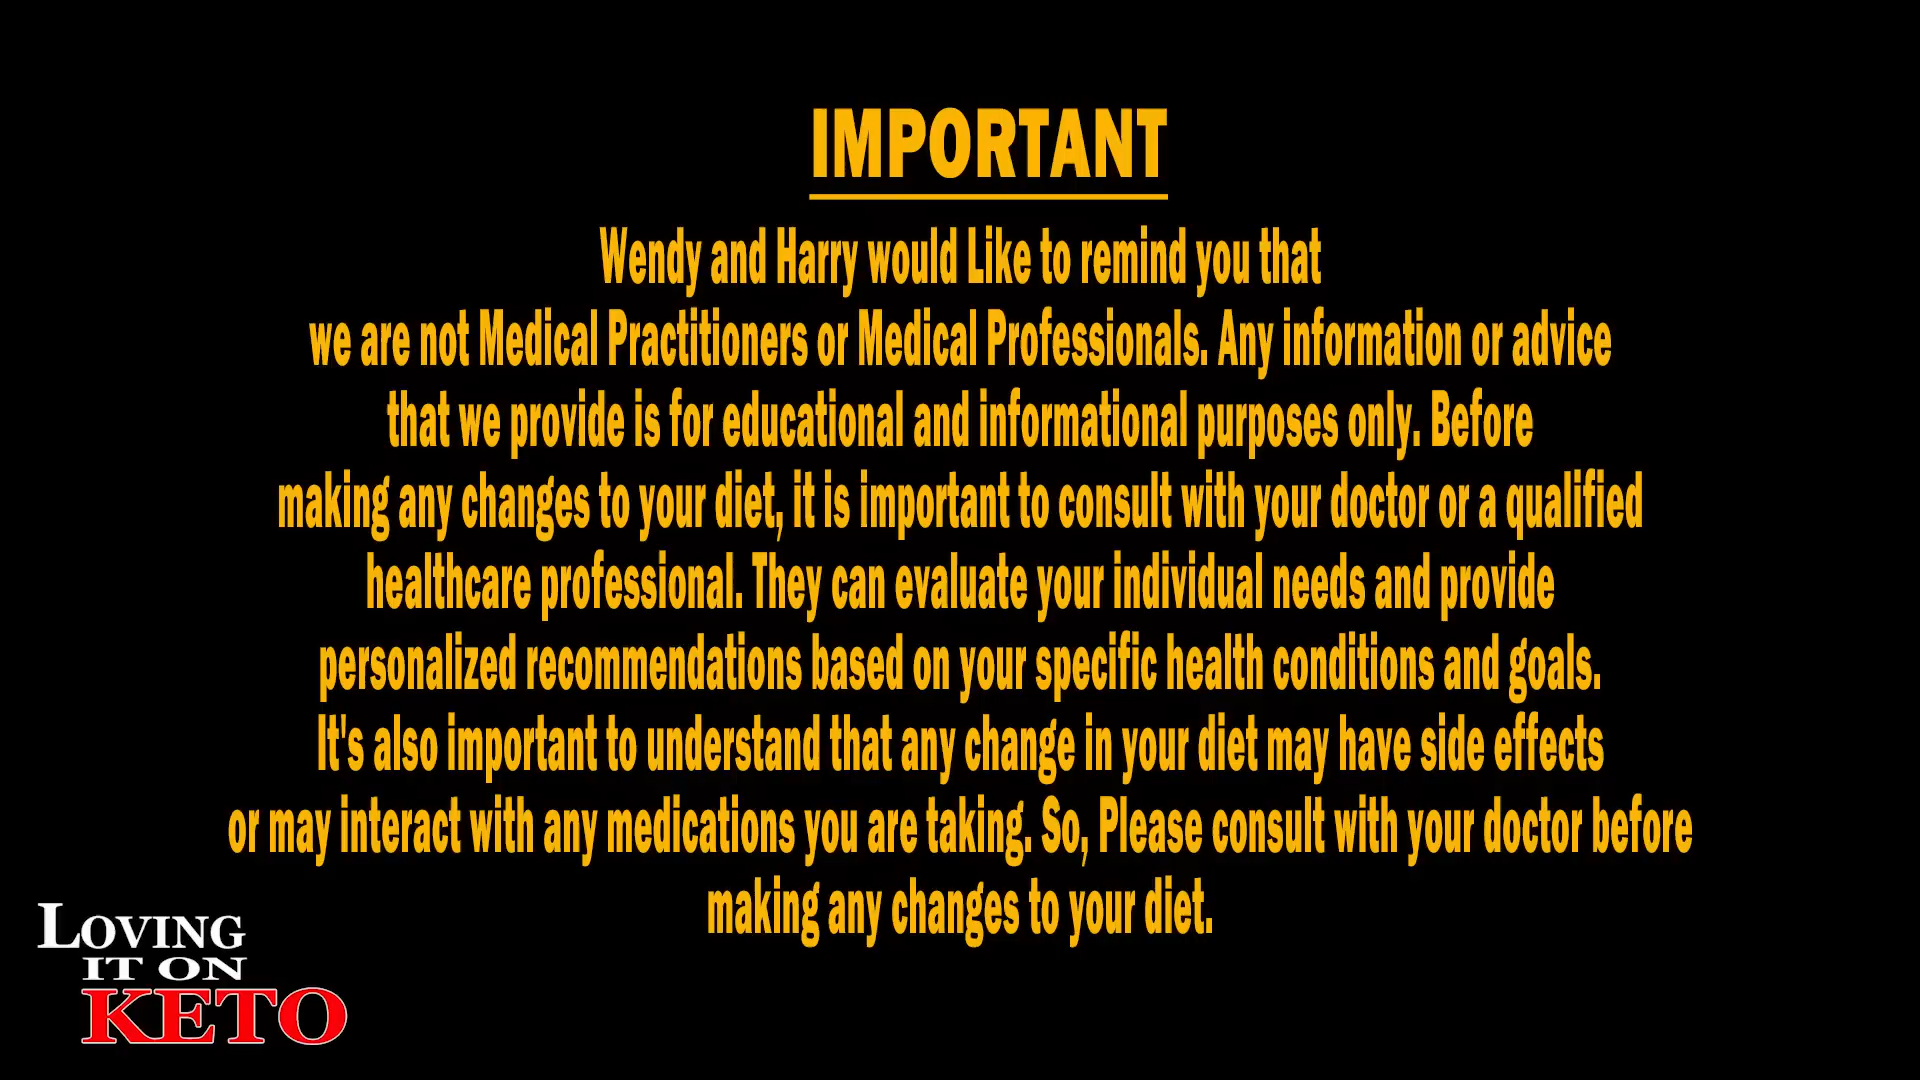 IMPORTANT
Wendy and Harry would Like to remind you that
we are not Medical Practitioners or Medical Professionals. Any information or advice
that we provide is for educational and informational purposes only. Before
making any changes to your diet, it is important to consult with your doctor or a qualified
healthcare professional. They can evaluate your individual needs and provide
personalized recommendations based on your specific health conditions and goals.
It's also important to understand that any change in your diet may have side effects
or may interact with any medications you are taking. So, Please consult with your doctor before
making any changes to your diet.
LOVING
IT ON
KETO